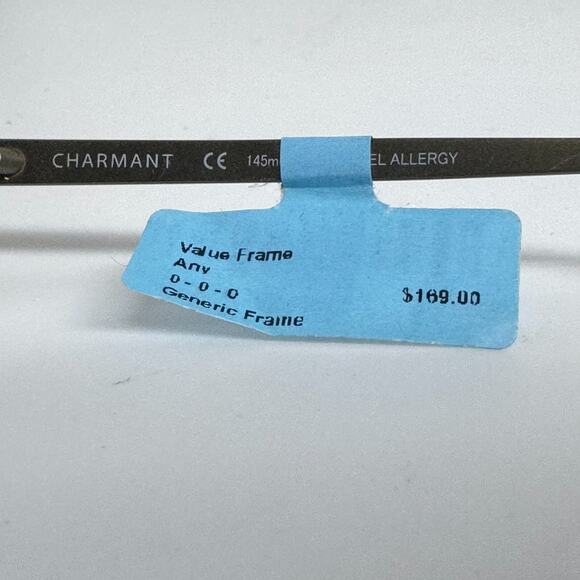 CHARMANT CE 145m EL ALLERGY
Value Frame
Any
0 - 0 - 0 $169.00
Generic Frame